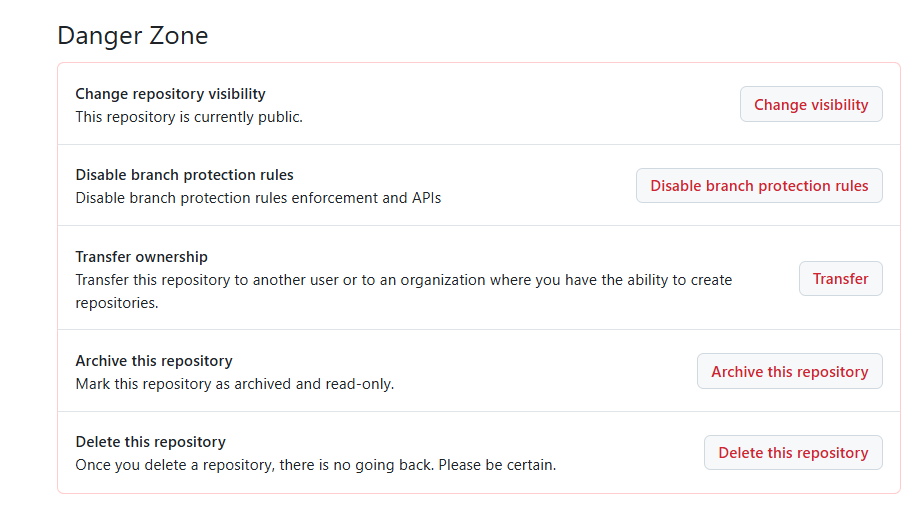 Danger Zone
Change repository visibility
This repository is currently public.
Change visibility
Disable branch protection rules
Disable branch protection rules enforcement and APIs
Disable branch protection rules
Transfer ownership
Transfer this repository to another user or to an organization where you have the ability to create
repositories.
Transfer
Archive this repository
Mark this repository as archived and read-only.
Archive this repository
Delete this repository
Once you delete a repository, there is no going back. Please be certain.
Delete this repository